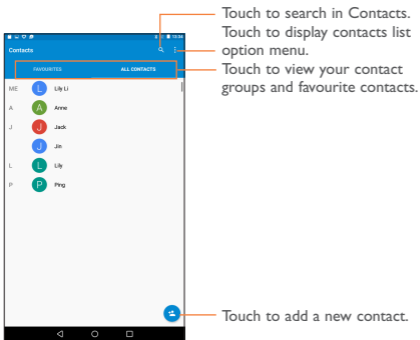 Touch to search in Contacts.
Touch to display contacts list
option menu.
Touch to view your contact
groups and favourite contacts.
Contacts
FAVOURITES ALL CONTACTS
ME L Lily Li
A A Anne
J J Jack
J Jin
L L Lily
P P Ping
Touch to add a new contact.